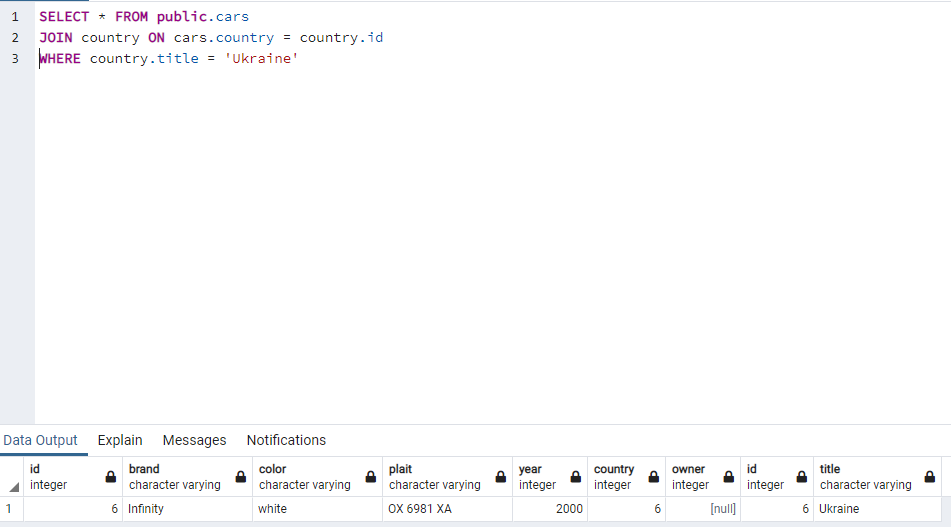 1 SELECT * FROM public.cars
2 JOIN country ON cars.country = country.id
3 WHERE country.title = 'Ukraine'
Data Output Explain Messages Notifications
id brand color plait year country owner id title
integer character varying character varying character varying integer integer integer integer character varying
1 6 Infinity white OX 6981 XA 2000 6 [null] 6 Ukraine